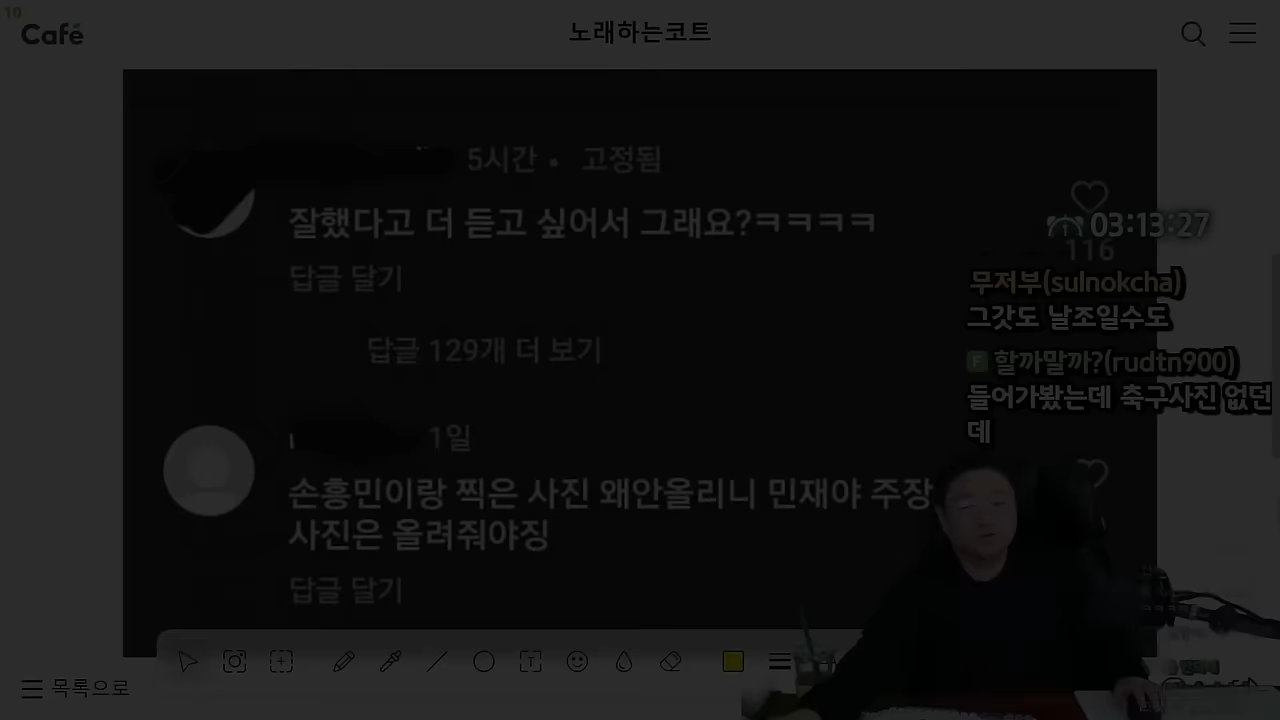 10
Café
노래하는코트
5시간 • 고정됨
잘했다고 더 듣고 싶어서 그래요?ㅋㅋㅋㅋ
답글 달기
116
03:13:27
무저부(sulnokcha)
그갓도 날조일수도
답글 129개 더 보기
F 할까말까?(rudtn900)
들어가봤는데 축구사진 없던
데
1일
손흥민이랑 찍은 사진 왜안올리니 민재야 주장
사진은 올려줘야징
답글 달기
T
목록으로